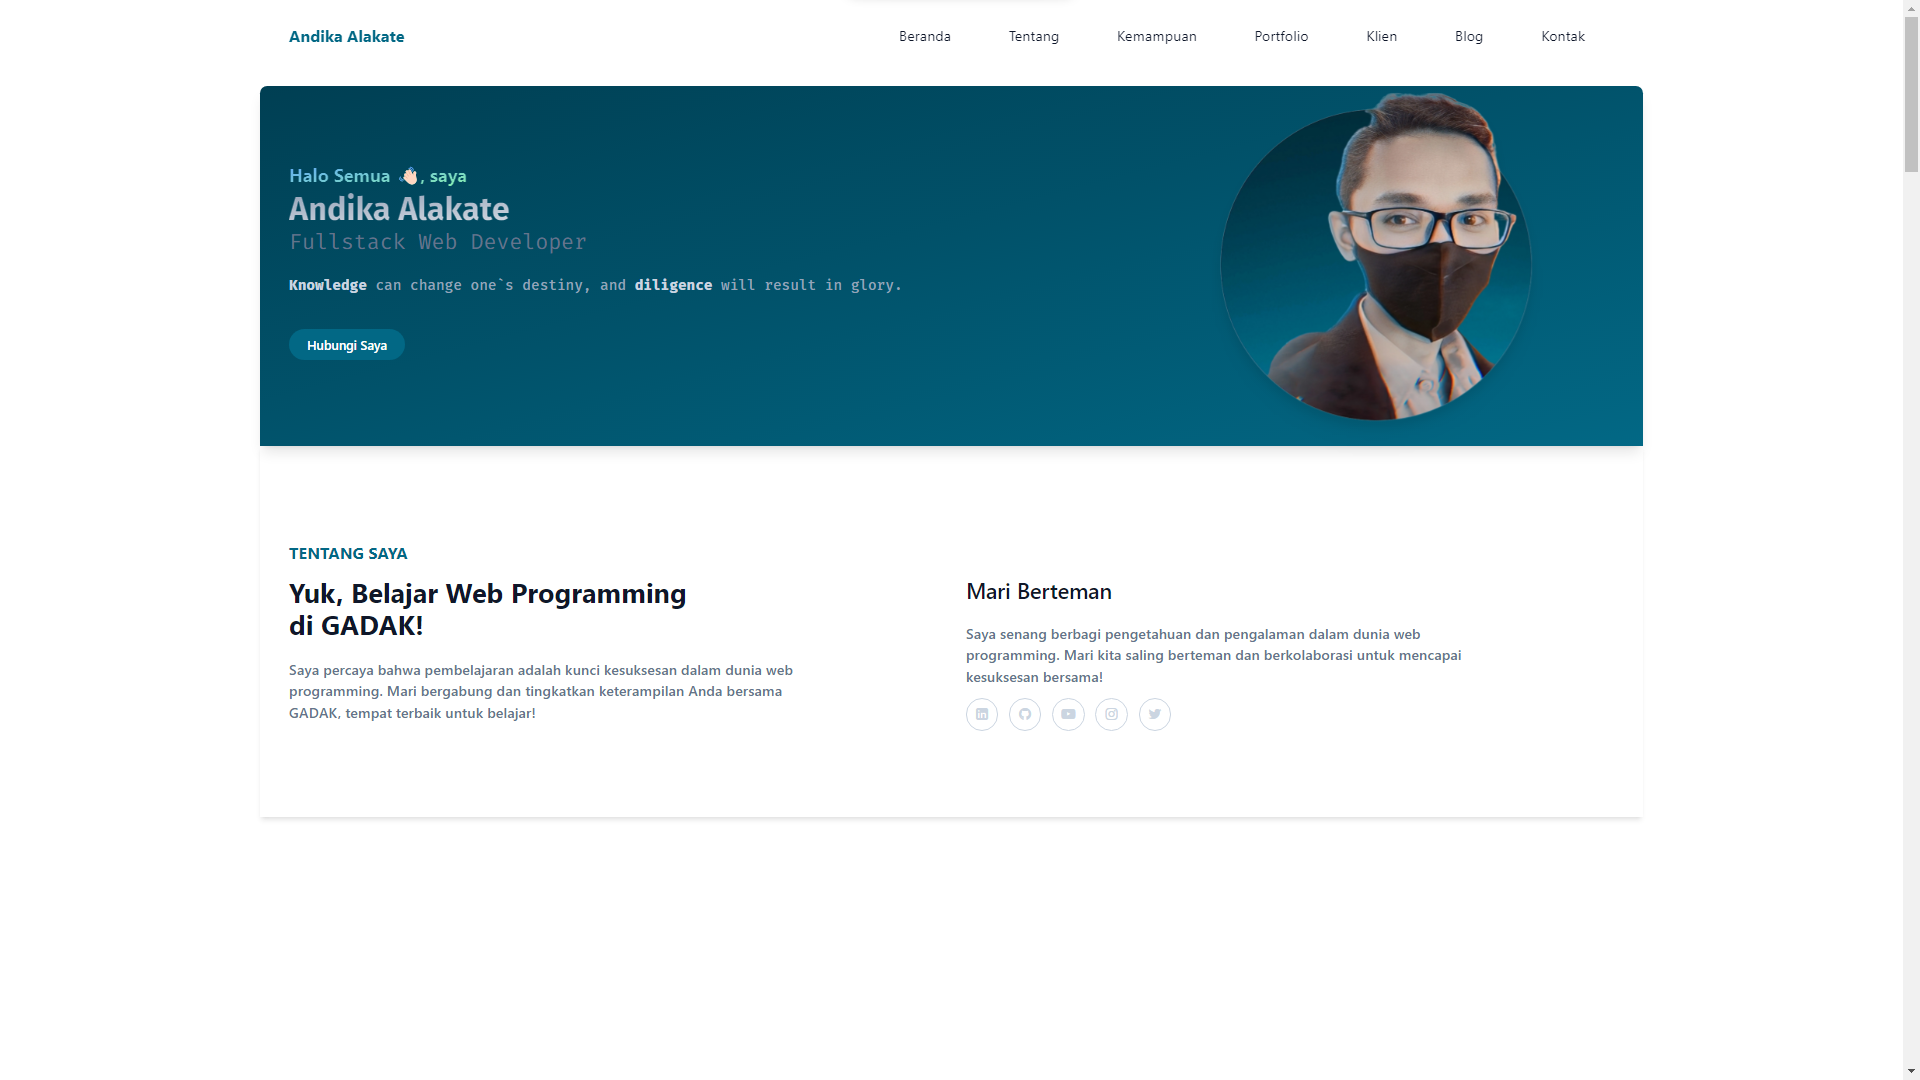 Andika Alakate
Beranda Tentang Kemampuan Portfolio Klien Blog Kontak
Halo Semua 👋🏻, saya
Andika Alakate
Fullstack Web Developer
Knowledge can change one`s destiny, and diligence will result in glory.
Hubungi Saya
TENTANG SAYA
Yuk, Belajar Web Programming
di GADAK!
Saya percaya bahwa pembelajaran adalah kunci kesuksesan dalam dunia web
programming. Mari bergabung dan tingkatkan keterampilan Anda bersama
GADAK, tempat terbaik untuk belajar!
Mari Berteman
Saya senang berbagi pengetahuan dan pengalaman dalam dunia web
programming. Mari kita saling berteman dan berkolaborasi untuk mencapai
kesuksesan bersama!